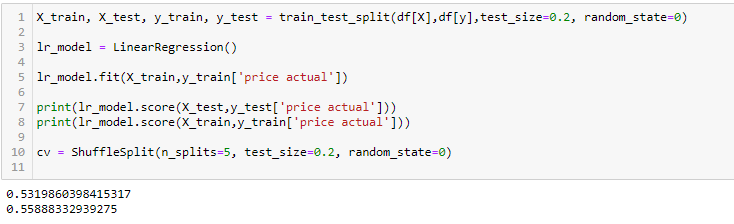 1 X_train, X_test, y_train, y_test = train_test_split(df[X],df[y],test_size=0.2, random_state=0)
2
3 lr_model = LinearRegression()
4
5 lr_model.fit(X_train,y_train['price actual'])
6
7 print(lr_model.score(X_test,y_test['price actual']))
8 print(lr_model.score(X_train,y_train['price actual']))
9
10 cv = ShuffleSplit(n_splits=5, test_size=0.2, random_state=0)
11
0.5319860398415317
0.55888332939275